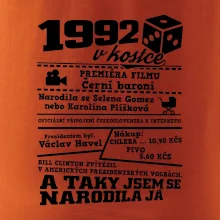 1992
v kostce
PREMIÉRA FILMU
Černí baroni
Narodila se Selena Gomez
nebo Karolína Plíšková
OFICIÁLNÍ PŘIPOJENÍ ČESKOSLOVENSKA K INTERNETU
Prezidentem byl:
Václav Havel
Nákup:
CHLEBA ... 10,90 KČS
PIVO
5,40 KČS
BILL CLINTON ZVÍTĚZIL
V AMERICKÝCH PREZIDENTSKÝCH VOLBÁCH.
A TAKY JSEM SE
NARODILA JÁ